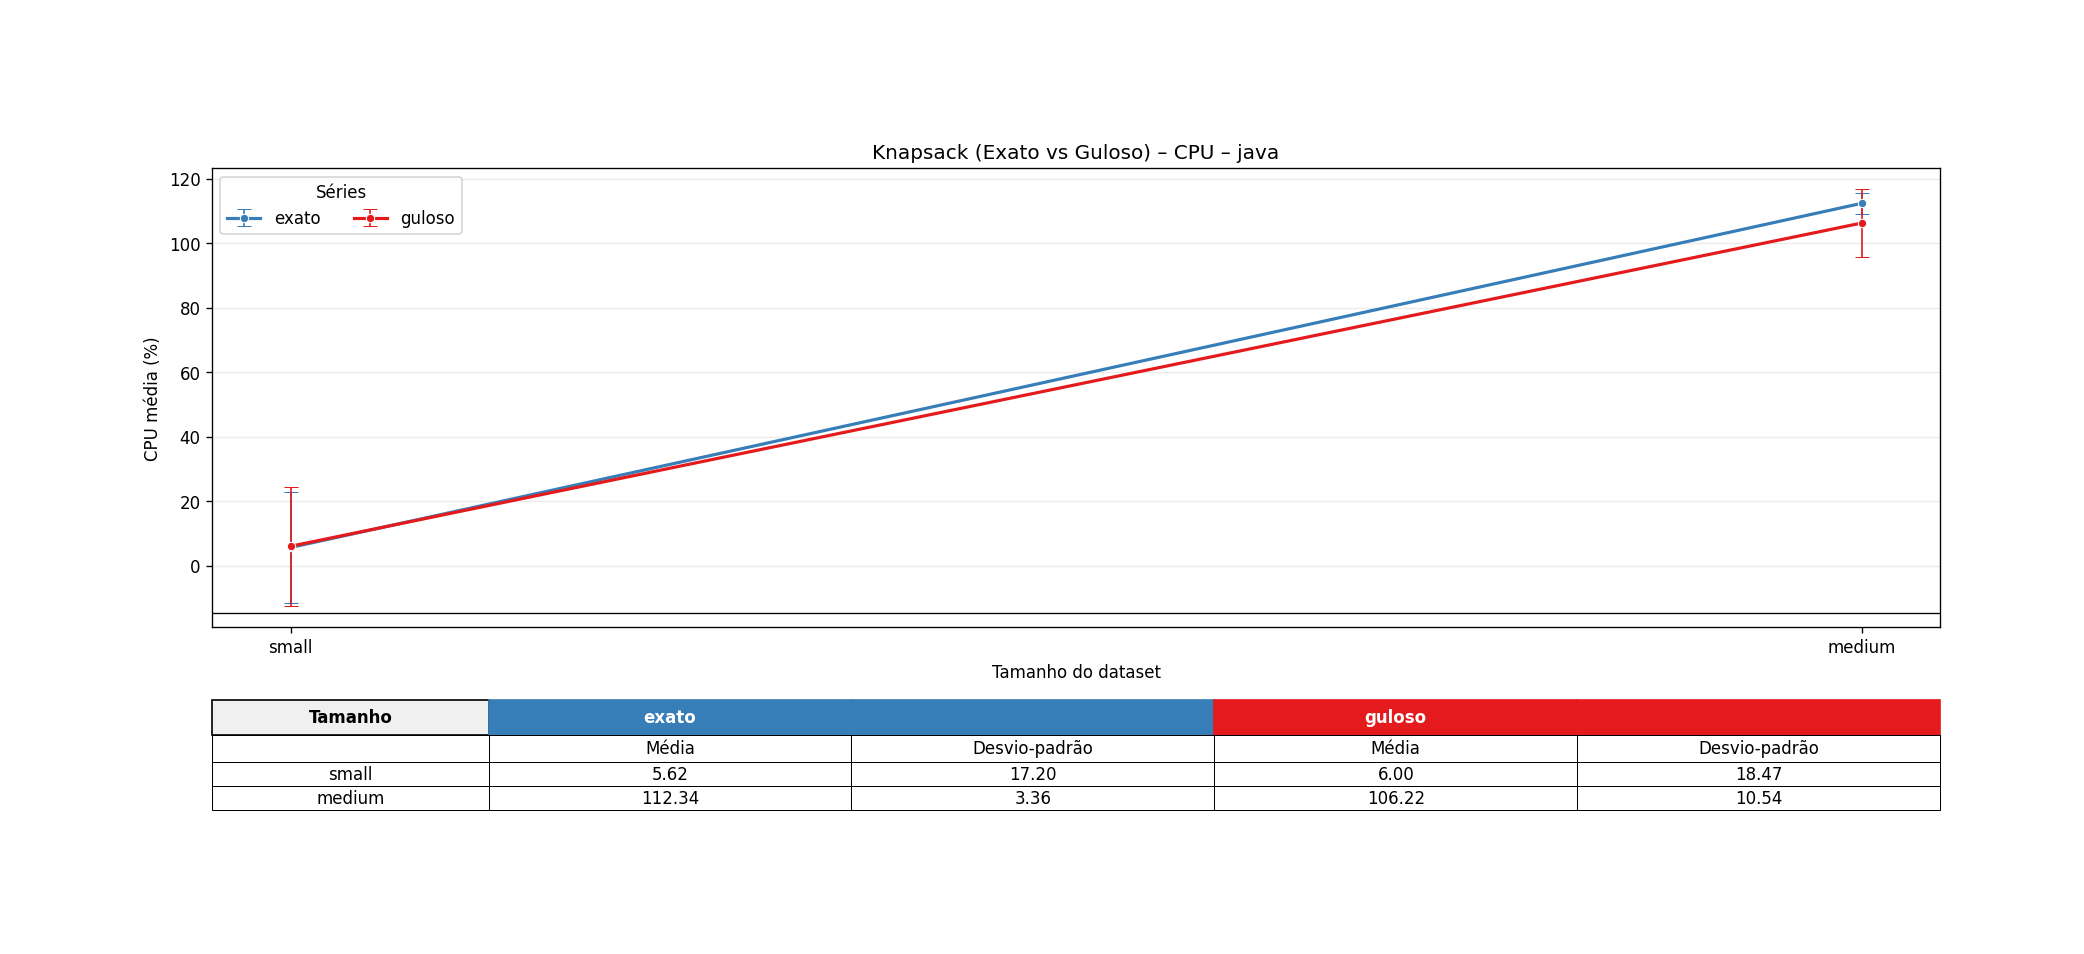 Knapsack (Exato vs Guloso) – CPU – java
Séries
exato guloso
CPU média (%)
120
100
80
60
40
20
0
small medium
Tamanho do dataset
Tamanho exato guloso
Média Desvio-padrão Média Desvio-padrão
small 5.62 17.20 6.00 18.47
medium 112.34 3.36 106.22 10.54